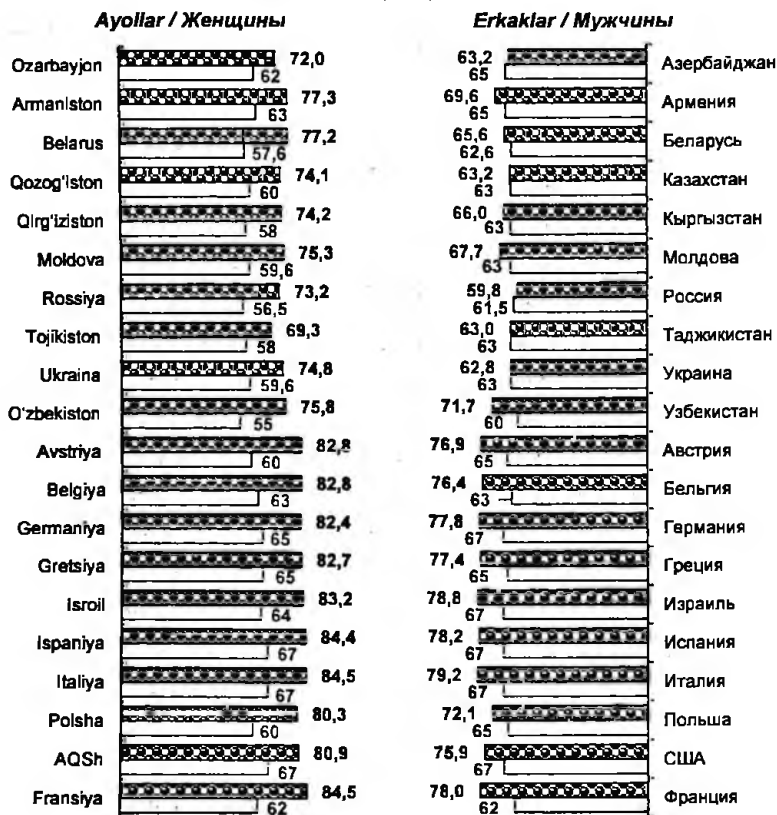 Ayollar / Женщины Erkaklar / Мужчины
Ozarbayjon 72,0 63,2 Азербайджан
62 65
Armaniston 77,3 69,6 Армения
63 65
Belarus 77,2 65,6 Беларусь
57,6 62,6
Qozog'iston 74,1 63,2 Казахстан
60 63
Qirg'iziston 74,2 66,0 Кыргызстан
58 63
Moldova 75,3 67,7 Молдова
59,6 63
Rossiya 73,2 59,8 Россия
56,5 61,5
Tojikiston 69,3 63,0 Таджикистан
58 63
Ukraina 74,8 62,8 Украина
59,6 63
O'zbekiston 75,8 71,7 Узбекистан
55 60
Avstriya 82,8 76,9 Австрия
60 65
Belgiya 82,8 76,4 Бельгия
63 63
Germaniya 82,4 77,8 Германия
65 67
Gretsiya 82,7 77,4 Греция
65 65
Isroil 83,2 78,8 Израиль
64 67
Ispaniya 84,4 78,2 Испания
67 67
Italiya 84,5 79,2 Италия
67 67
Polsha 80,3 72,1 Польша
60 65
AQSh 80,9 75,9 США
67 67
Fransiya 84,5 78,0 Франция
62 62